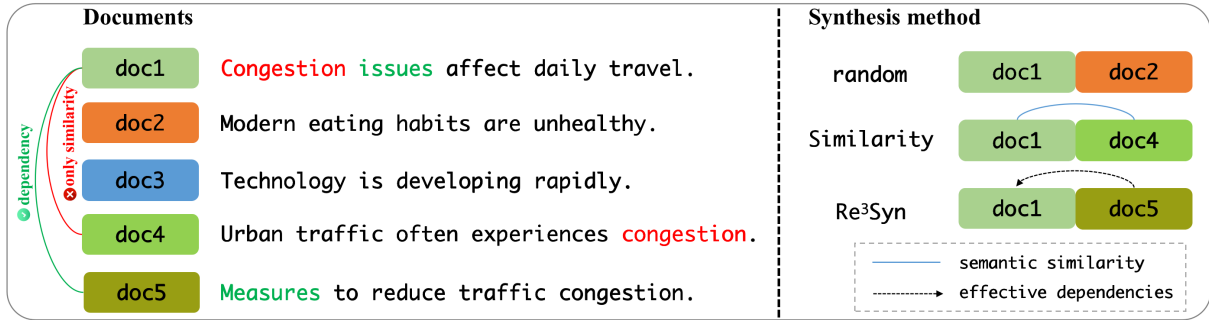 Documents
doc1 Congestion issues affect daily travel.
doc2 Modern eating habits are unhealthy.
doc3 Technology is developing rapidly.
doc4 Urban traffic often experiences congestion.
doc5 Measures to reduce traffic congestion.
dependency
only similarity
Synthesis method
random doc1 doc2
Similarity doc1 doc4
Re³Syn doc1 doc5
semantic similarity
effective dependencies